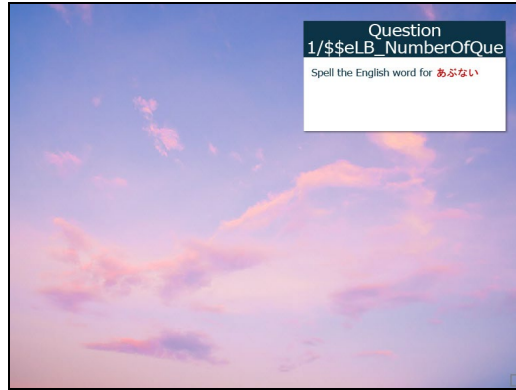 Question
1/$$eLB_NumberOfQue
Spell the English word for あぶない